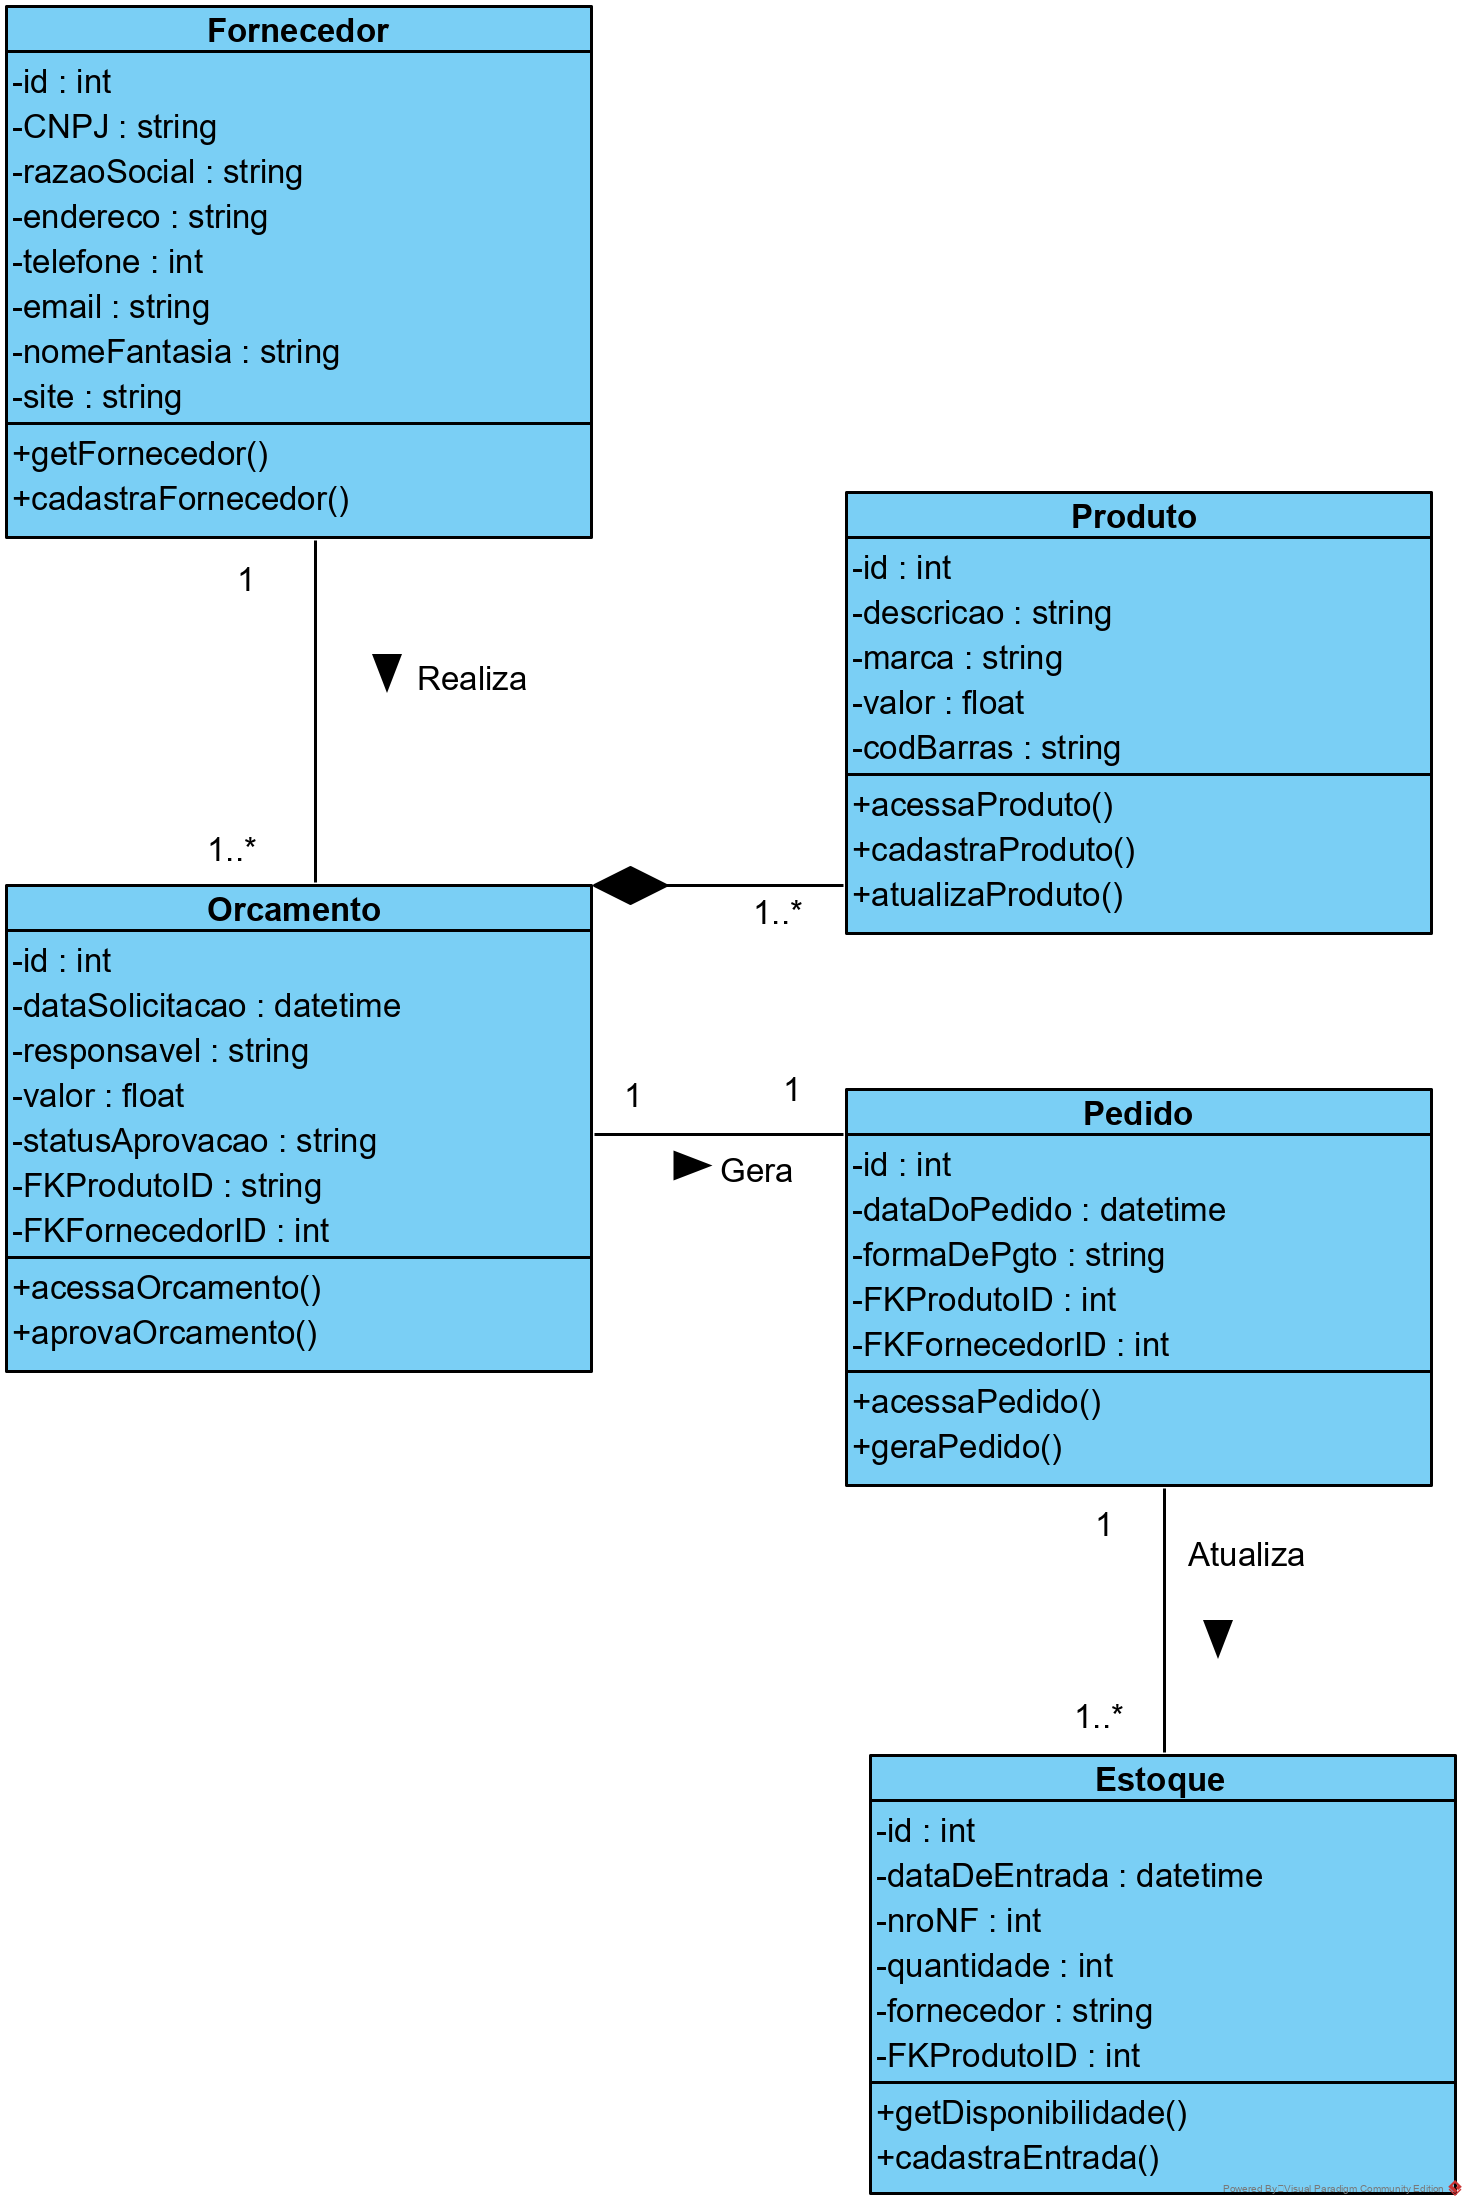 Fornecedor
-id : int
-CNPJ : string
-razaoSocial : string
-endereco : string
-telefone : int
-email : string
-nomeFantasia : string
-site : string
+getFornecedor()
+cadastraFornecedor()
1
Realiza
1..*
Produto
-id : int
-descricao : string
-marca : string
-valor : float
-codBarras : string
+acessaProduto()
+cadastraProduto()
+atualizaProduto()
1..*
Orcamento
-id : int
-dataSolicitacao : datetime
-responsavel : string
-valor : float
-statusAprovacao : string
-FKProdutoID : string
-FKFornecedorID : int
+acessaOrcamento()
+aprovaOrcamento()
1
1
Gera
Pedido
-id : int
-dataDoPedido : datetime
-formaDePgto : string
-FKProdutoID : int
-FKFornecedorID : int
+acessaPedido()
+geraPedido()
1
Atualiza
1..*
Estoque
-id : int
-dataDeEntrada : datetime
-nroNF : int
-quantidade : int
-fornecedor : string
-FKProdutoID : int
+getDisponibilidade()
+cadastraEntrada()
Powered By Visual Paradigm Community Edition